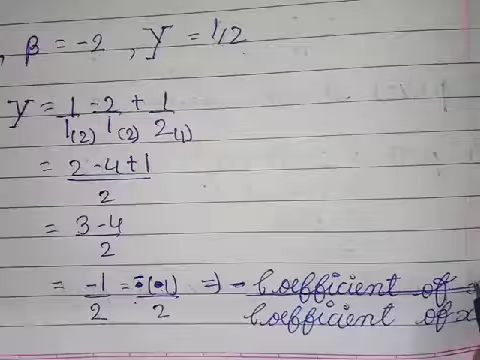 , β = -2 , γ = 1/2
γ = 1/1(2) - 2/1(2) + 1/2(1)
= 2 - 4 + 1 / 2
= 3 - 4 / 2
= -1/2 = -(-1)/2 ⇒ - Coefficient of
Coefficient of x